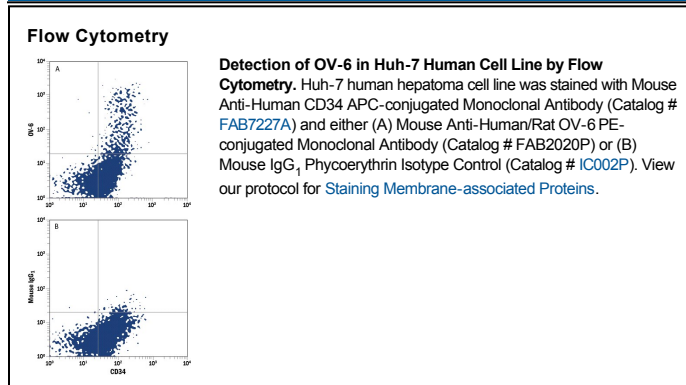 Flow Cytometry
Detection of OV-6 in Huh-7 Human Cell Line by Flow
Cytometry. Huh-7 human hepatoma cell line was stained with Mouse
Anti-Human CD34 APC-conjugated Monoclonal Antibody (Catalog #
FAB7227A) and either (A) Mouse Anti-Human/Rat OV-6 PE-
conjugated Monoclonal Antibody (Catalog # FAB2020P) or (B)
Mouse IgG1 Phycoerythrin Isotype Control (Catalog # IC002P). View
our protocol for Staining Membrane-associated Proteins.
A
OV-6
10⁴
10³
10²
10¹
10⁰
10⁰ 10¹ 10² 10³ 10⁴
B
Mouse IgG1
10⁴
10³
10²
10¹
10⁰
10⁰ 10¹ 10² 10³ 10⁴
CD34